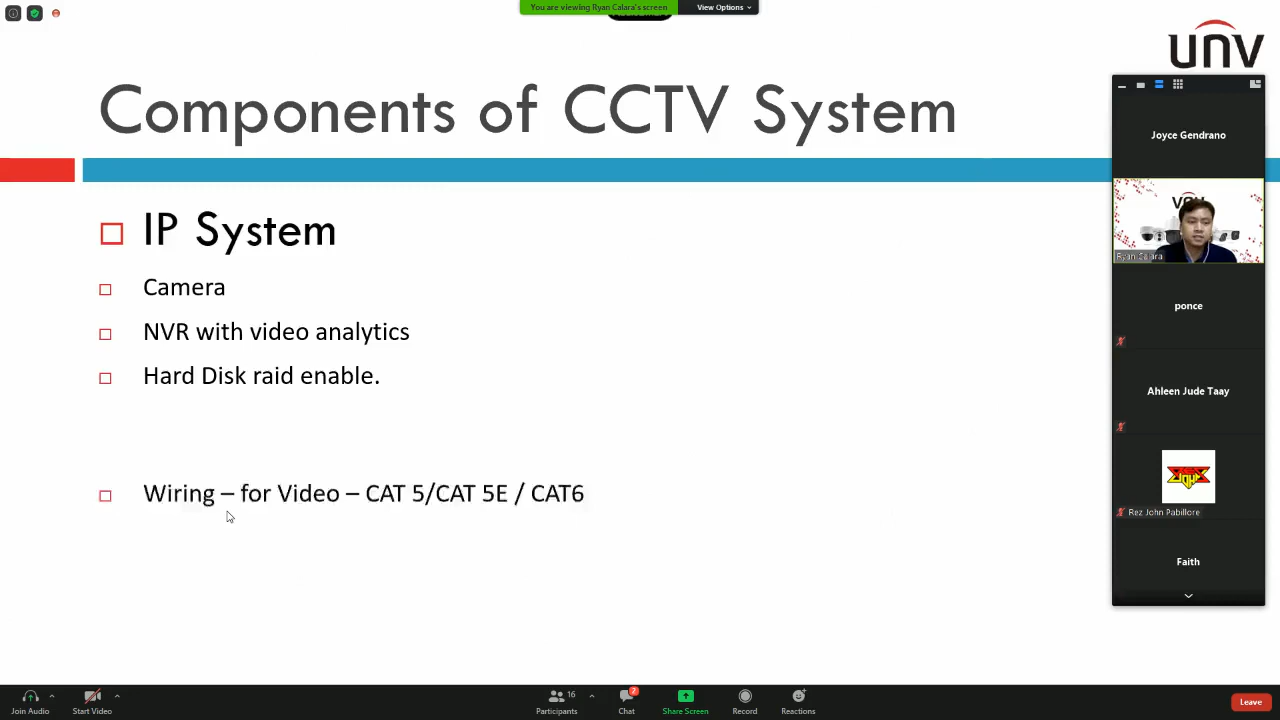 You are viewing Ryan Calara's screen
View Options
unv
Components of CCTV System
IP System
Camera
NVR with video analytics
Hard Disk raid enable.
Wiring – for Video – CAT 5/CAT 5E / CAT6
Joyce Gendrano
Ryan Calara
ponce
Ahleen Jude Taay
Rez John Pabillore
Faith
Join Audio
Start Video
16
Participants
2
Chat
Share Screen
Record
Reactions
Leave